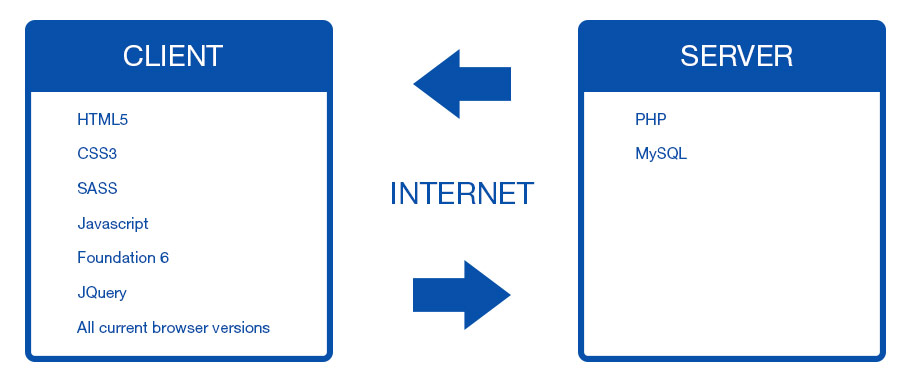 CLIENT
HTML5
CSS3
SASS
Javascript
Foundation 6
JQuery
All current browser versions
INTERNET
SERVER
PHP
MySQL